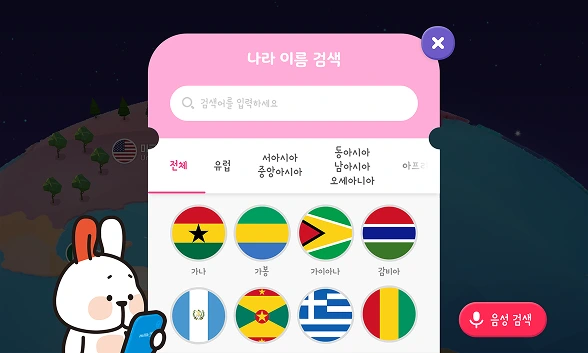 나라 이름 검색
검색어를 입력하세요
전체
유럽
서아시아
중앙아시아
동아시아
남아시아
오세아니아
아프리
가나
가봉
가이아나
감비아
음성 검색